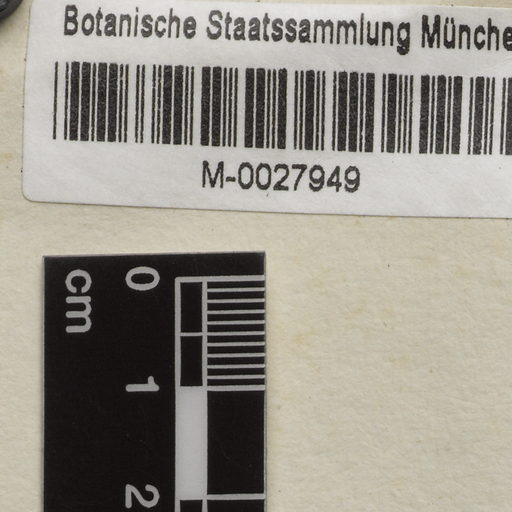 Botanische Staatssammlung Münche
M-0027949
cm
0
1
2